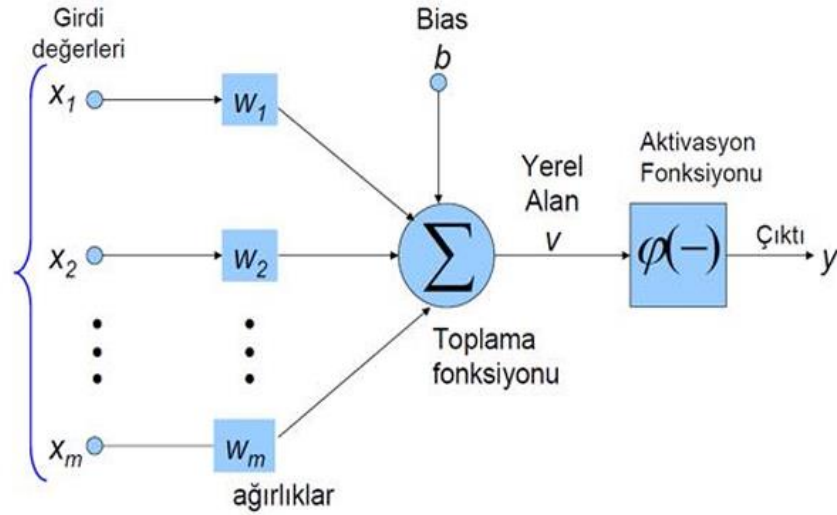 Girdi
değerleri
x1
w1
x2
w2
xm
wm
ağırlıklar
Bias
b
∑
Toplama
fonksiyonu
Yerel
Alan
v
Aktivasyon
Fonksiyonu
φ(−)
Çıktı
y